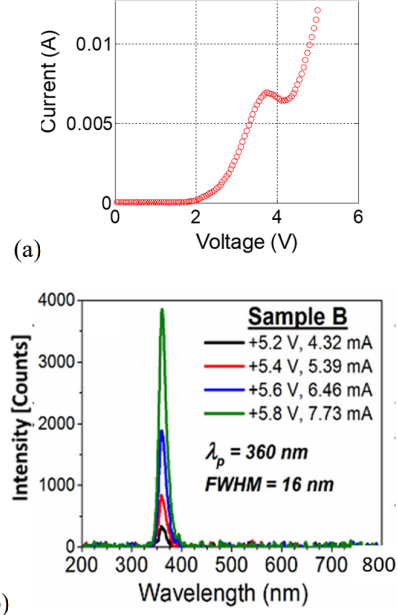 Current (A)
0.01
0.005
0
0 2 4 6
Voltage (V)
(a)
Intensity [Counts]
4000
3000
2000
1000
0
Sample B
+5.2 V, 4.32 mA
+5.4 V, 5.39 mA
+5.6 V, 6.46 mA
+5.8 V, 7.73 mA
λp = 360 nm
FWHM = 16 nm
200 300 400 500 600 700 800
Wavelength (nm)
)